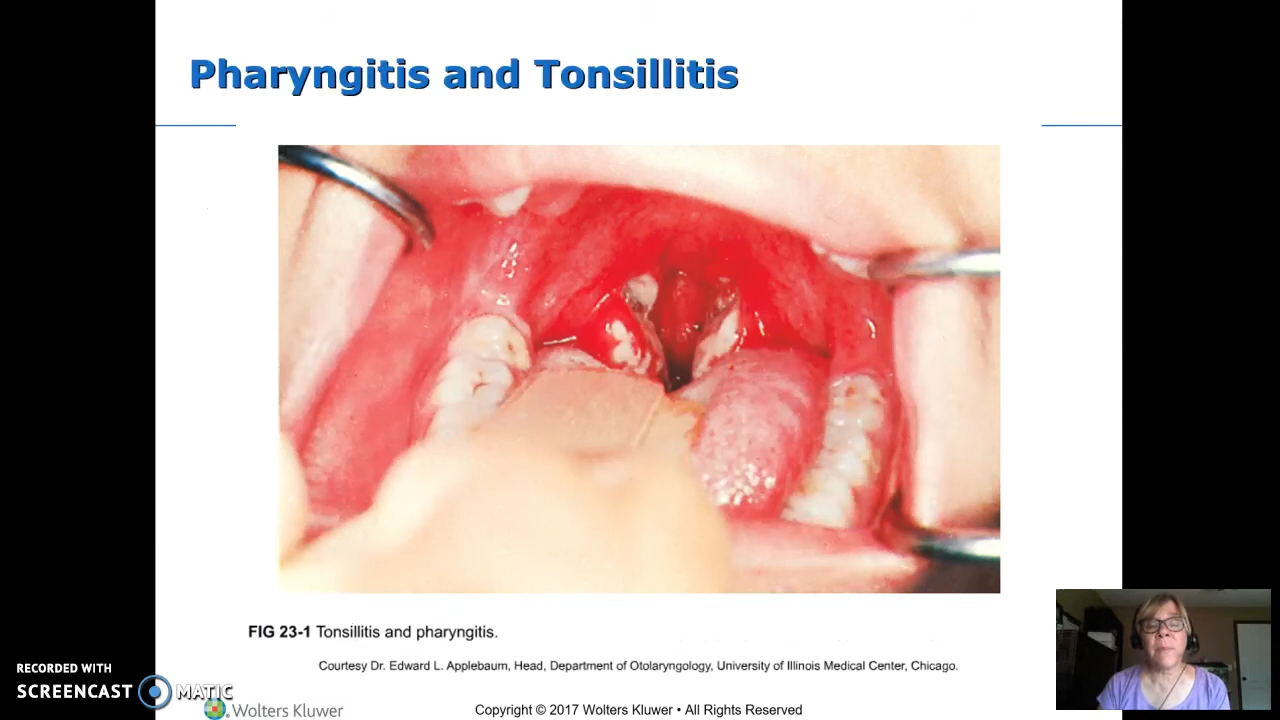 Pharyngitis and Tonsillitis
FIG 23-1 Tonsillitis and pharyngitis.
Courtesy Dr. Edward L. Applebaum, Head, Department of Otolaryngology, University of Illinois Medical Center, Chicago.
RECORDED WITH
SCREENCAST MATIC
Wolters Kluwer
Copyright © 2017 Wolters Kluwer • All Rights Reserved